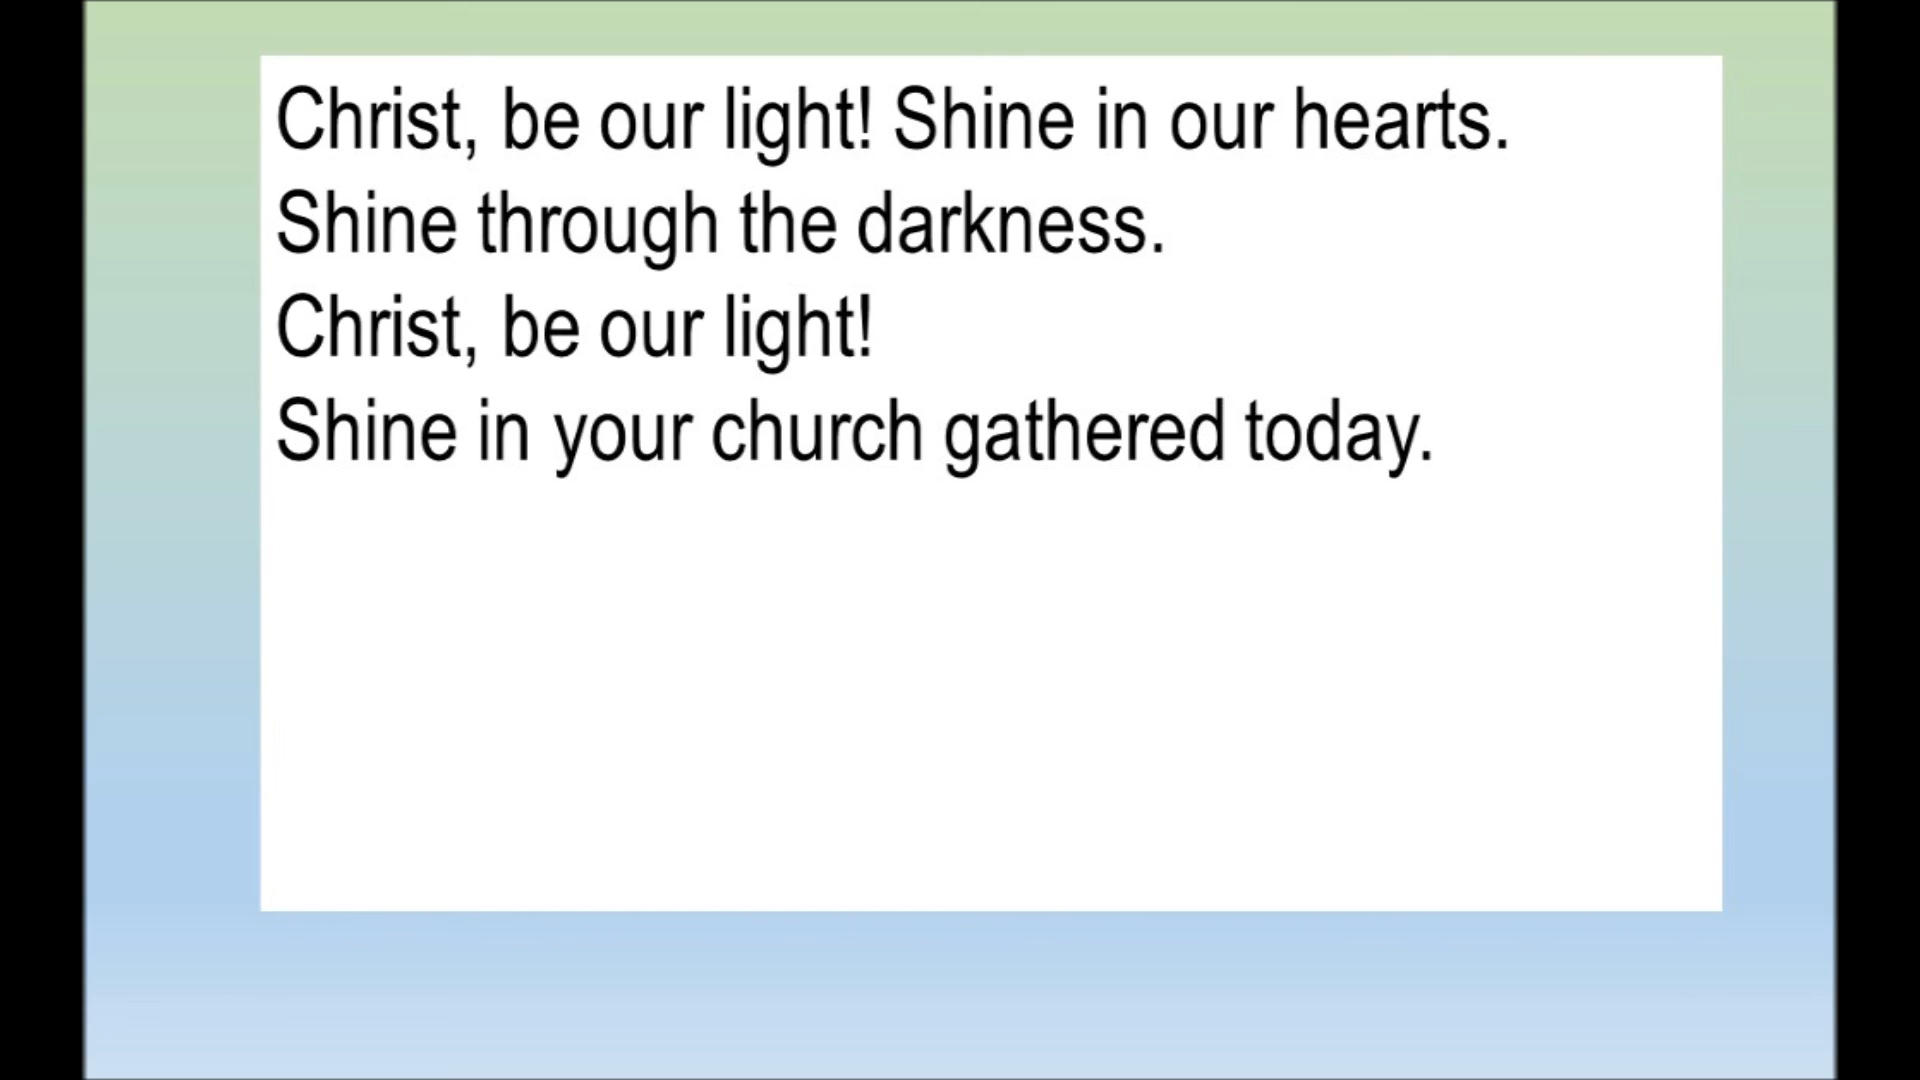 Christ, be our light! Shine in our hearts.
Shine through the darkness.
Christ, be our light!
Shine in your church gathered today.